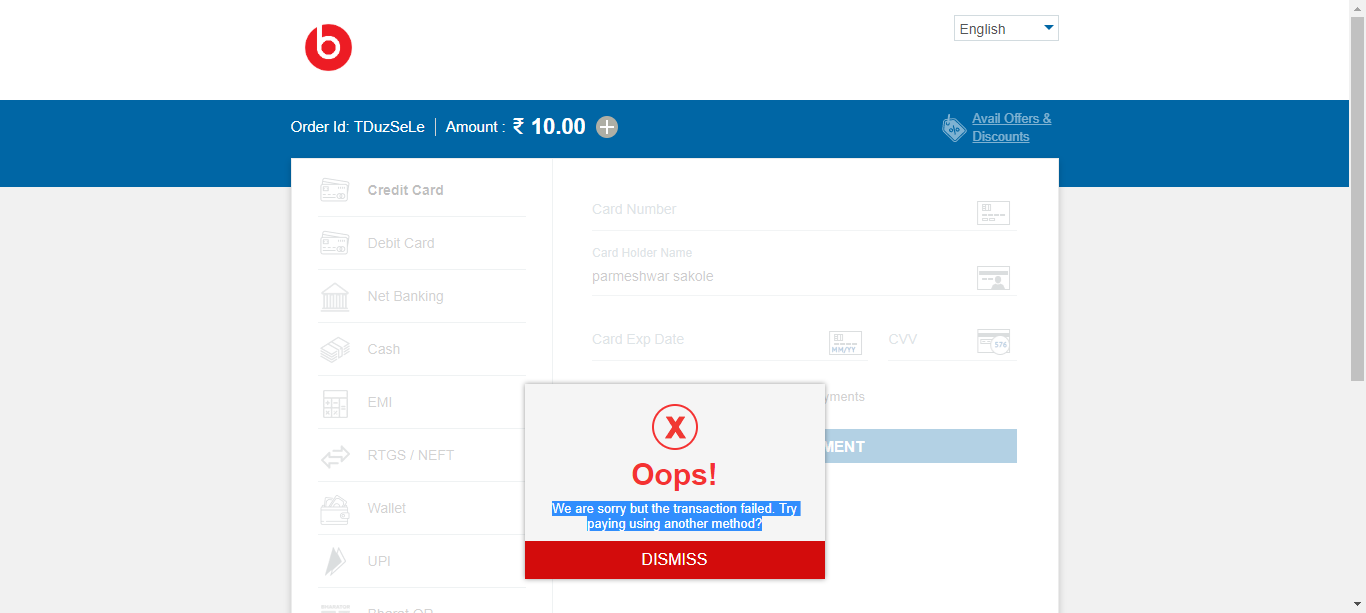 b
English
Order Id: TDuzSeLe
Amount : ₹ 10.00
Avail Offers &
Discounts
Credit Card
Debit Card
Net Banking
Cash
EMI
RTGS / NEFT
Wallet
UPI
Bharat QR
Card Number
Card Holder Name
parmeshwar sakole
Card Exp Date
MM/YY
CVV
576
yments
MENT
X
Oops!
We are sorry but the transaction failed. Try
paying using another method?
DISMISS